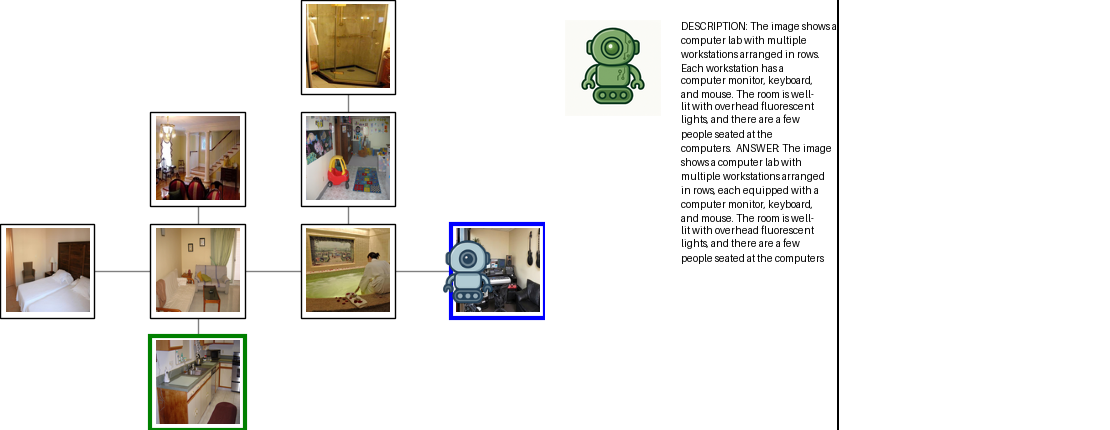 DESCRIPTION: The image shows a
computer lab with multiple
workstations arranged in rows.
Each workstation has a
computer monitor, keyboard,
and mouse. The room is well-
lit with overhead fluorescent
lights, and there are a few
people seated at the
computers. ANSWER: The image
shows a computer lab with
multiple workstations arranged
in rows, each equipped with a
computer monitor, keyboard,
and mouse. The room is well-
lit with overhead fluorescent
lights, and there are a few
people seated at the computers